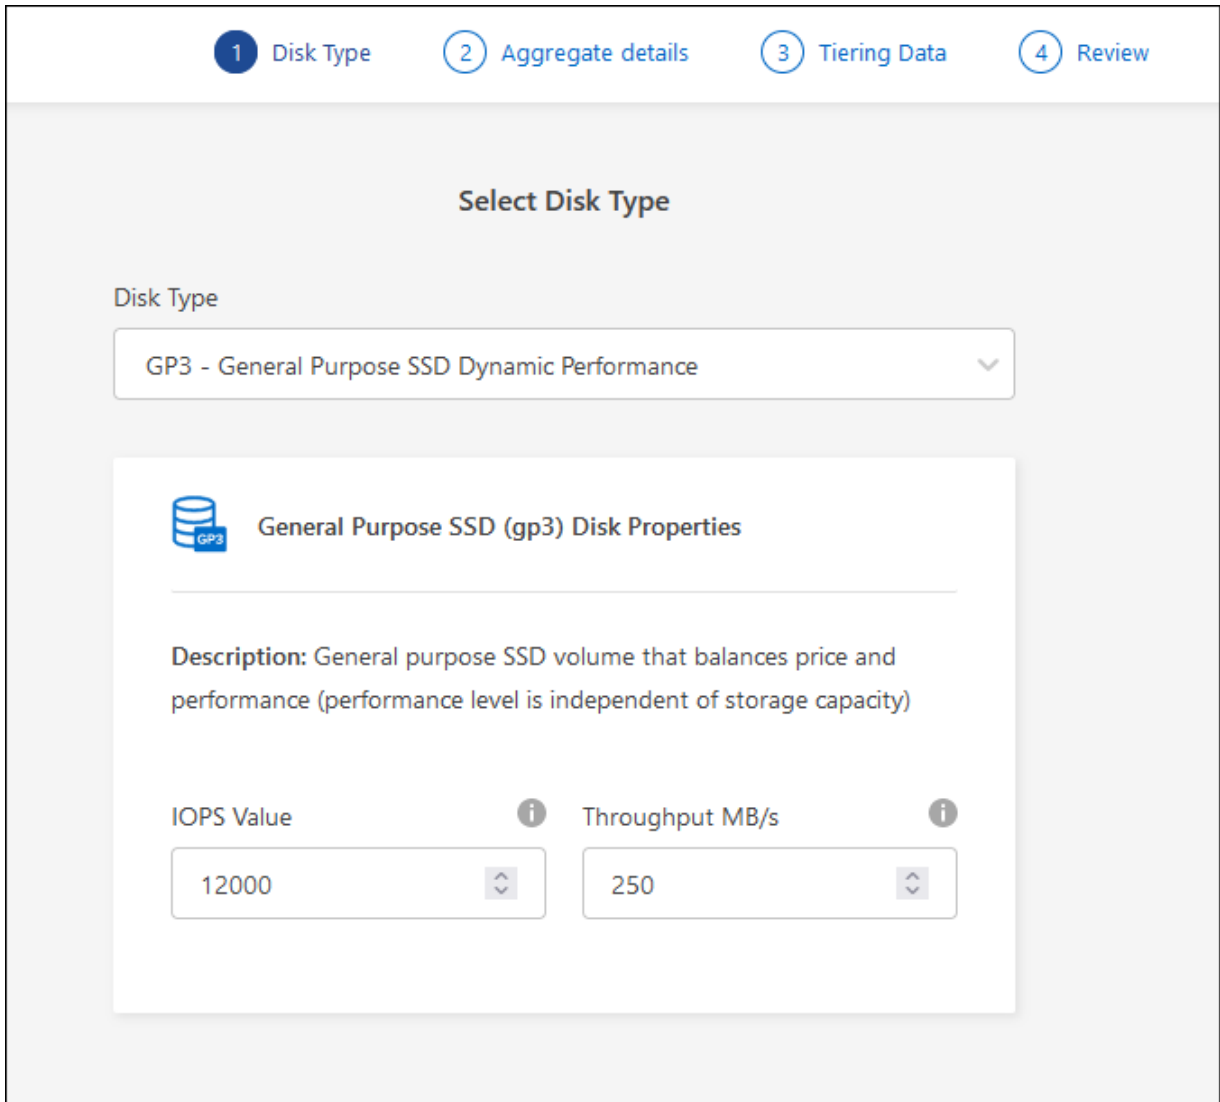 1 Disk Type 2 Aggregate details 3 Tiering Data 4 Review
Select Disk Type
Disk Type
GP3 - General Purpose SSD Dynamic Performance
GP3 General Purpose SSD (gp3) Disk Properties
Description: General purpose SSD volume that balances price and
performance (performance level is independent of storage capacity)
IOPS Value i Throughput MB/s i
12000 250